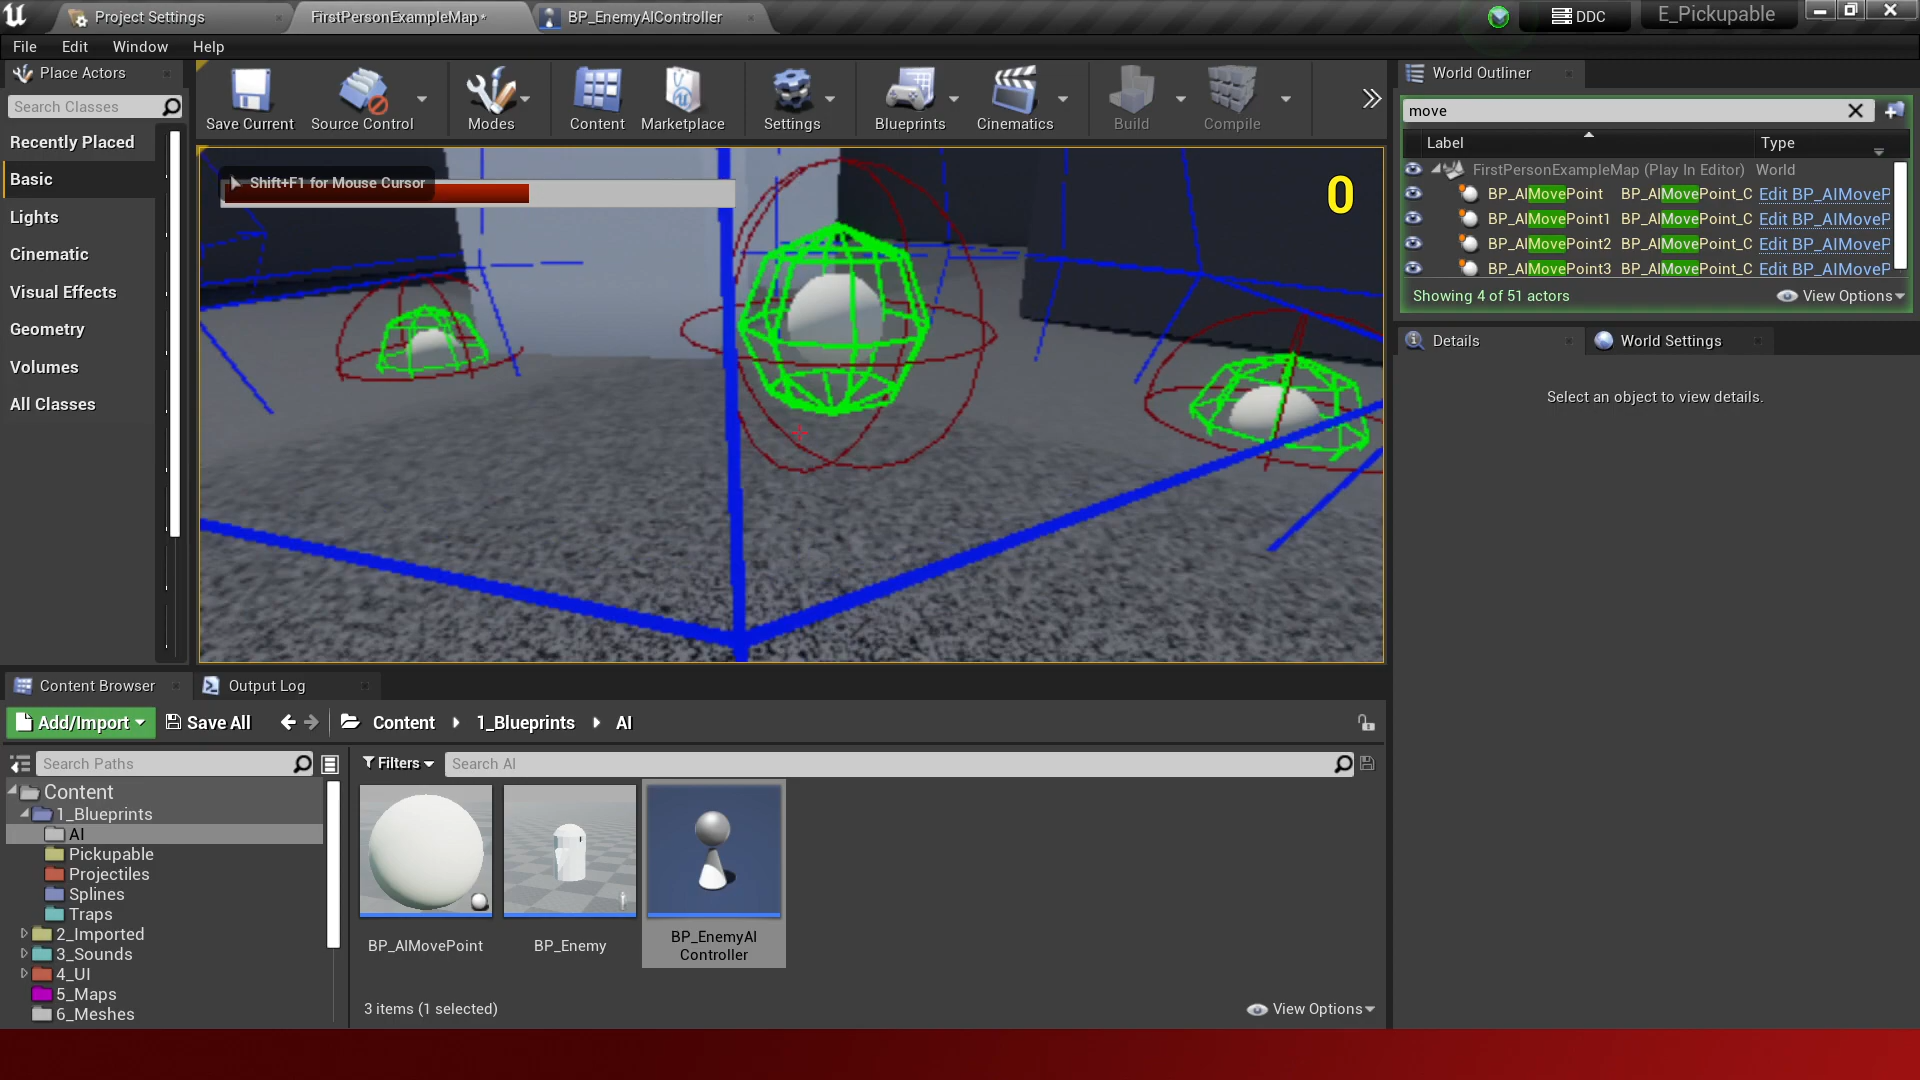 Project Settings
FirstPersonExampleMap*
BP_EnemyAIController
DDC
E_Pickupable
File
Edit
Window
Help
Place Actors
Search Classes
Recently Placed
Basic
Lights
Cinematic
Visual Effects
Geometry
Volumes
All Classes
Save Current
Source Control
Modes
Content
Marketplace
Settings
Blueprints
Cinematics
Build
Compile
Shift+F1 for Mouse Cursor
0
World Outliner
move
Label
Type
FirstPersonExampleMap (Play In Editor) World
BP_AIMovePoint BP_AIMovePoint_C Edit BP_AIMoveP
BP_AIMovePoint1 BP_AIMovePoint_C Edit BP_AIMoveP
BP_AIMovePoint2 BP_AIMovePoint_C Edit BP_AIMoveP
BP_AIMovePoint3 BP_AIMovePoint_C Edit BP_AIMoveP
Showing 4 of 51 actors
View Options
Details
World Settings
Select an object to view details.
Content Browser
Output Log
Add/Import
Save All
Content
1_Blueprints
AI
Search Paths
Filters
Search AI
Content
1_Blueprints
AI
Pickupable
Projectiles
Splines
Traps
2_Imported
3_Sounds
4_UI
5_Maps
6_Meshes
BP_AIMovePoint
BP_Enemy
BP_EnemyAI
Controller
3 items (1 selected)
View Options